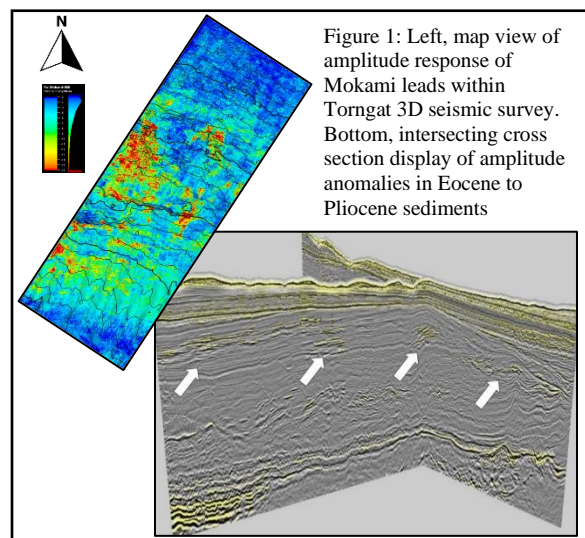 N
Figure 1: Left, map view of
amplitude response of
Mokami leads within
Torngat 3D seismic survey.
Bottom, intersecting cross
section display of amplitude
anomalies in Eocene to
Pliocene sediments